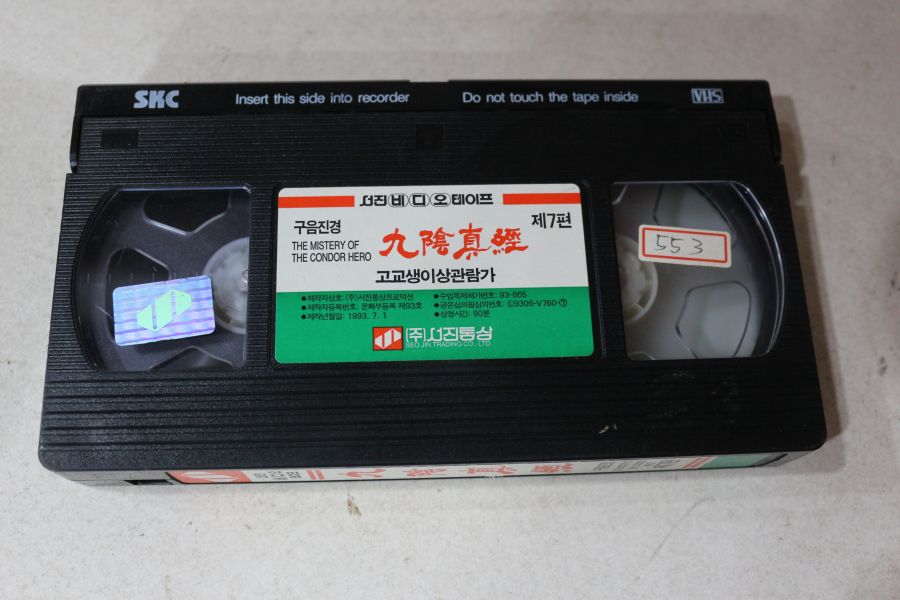 SKC Insert this side into recorder Do not touch the tape inside VHS
서진비디오테이프
구음진경
THE MISTERY OF
THE CONDOR HERO
九陰真經
제7편
고교생이상관람가
●제작자상호: (주)서진통상프로덕션
●제작자등록번호: 문화부등록 제93호
●제작년월일: 1993. 7. 1
●수입추천허가번호: 93-865
●공윤심의필심의번호: ⓒ9306-V760-⑦
●상영시간: 90분
(주)서진통상
SEO JIN TRADING CO., LTD
553
九陰真經